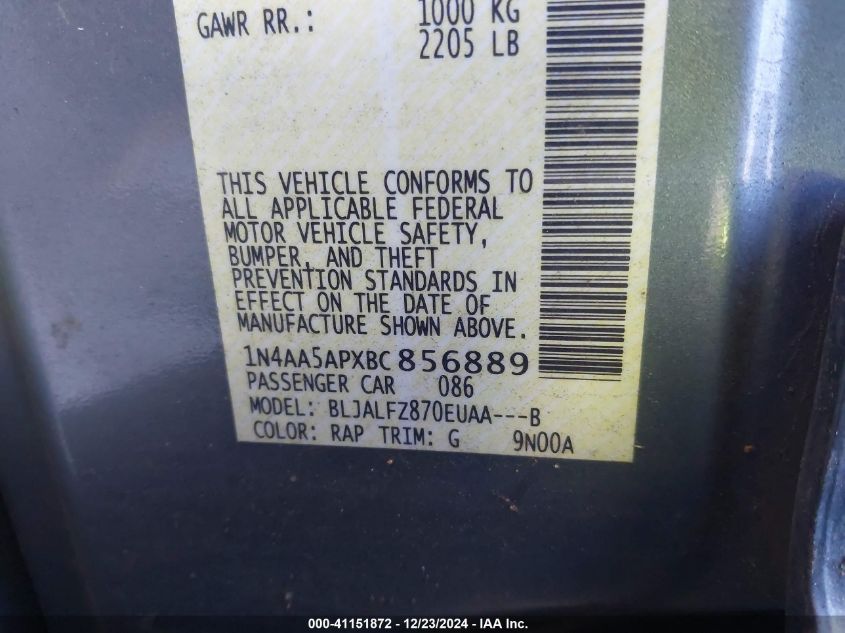 GAWR RR.: 1000 KG
2205 LB
THIS VEHICLE CONFORMS TO
ALL APPLICABLE FEDERAL
MOTOR VEHICLE SAFETY,
BUMPER, AND THEFT
PREVENTION STANDARDS IN
EFFECT ON THE DATE OF
MANUFACTURE SHOWN ABOVE.
1N4AA5APXBC 856889
PASSENGER CAR 086
MODEL: BLJALFZ870EUAA---B
COLOR: RAP TRIM: G 9N00A
000-41151872 - 12/23/2024 - IAA Inc.